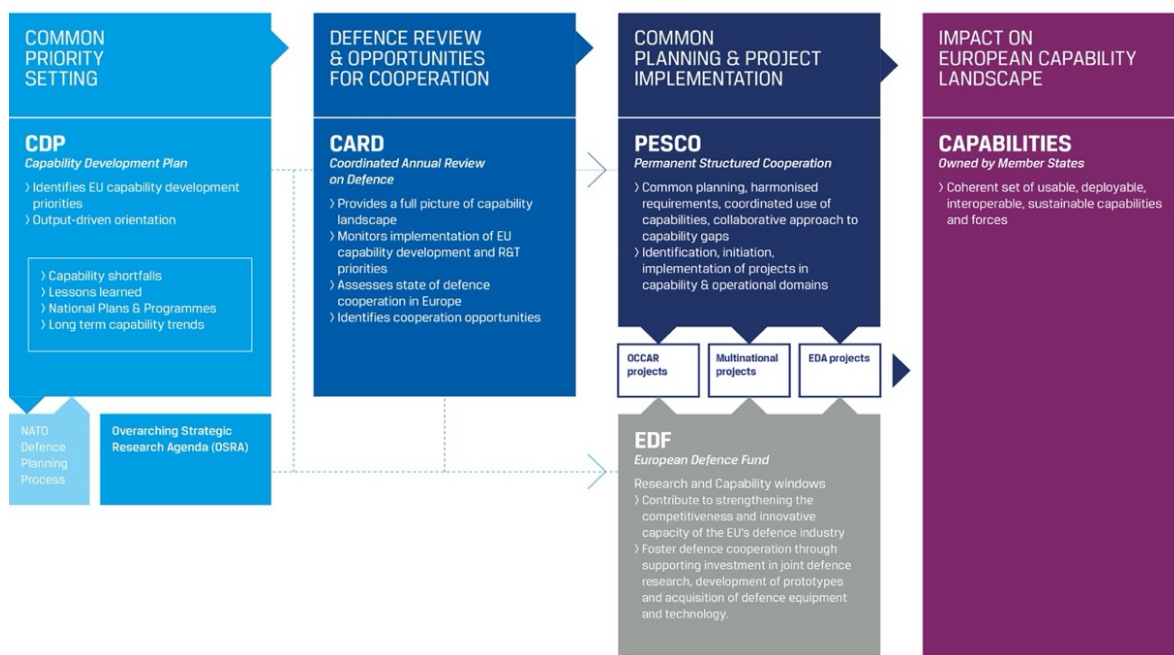 COMMON
PRIORITY
SETTING
CDP
Capability Development Plan
› Identifies EU capability development
priorities
› Output-driven orientation
› Capability shortfalls
› Lessons learned
› National Plans & Programmes
› Long term capability trends
NATO
Defence
Planning
Process
Overarching Strategic
Research Agenda (OSRA)
DEFENCE REVIEW
& OPPORTUNITIES
FOR COOPERATION
CARD
Coordinated Annual Review
on Defence
› Provides a full picture of capability
landscape
› Monitors implementation of EU
capability development and R&T
priorities
› Assesses state of defence
cooperation in Europe
› Identifies cooperation opportunities
COMMON
PLANNING & PROJECT
IMPLEMENTATION
PESCO
Permanent Structured Cooperation
› Common planning, harmonised
requirements, coordinated use of
capabilities, collaborative approach to
capability gaps
› Identification, initiation,
implementation of projects in
capability & operational domains
OCCAR
projects
Multinational
projects
EDA projects
EDF
European Defence Fund
Research and Capability windows
› Contribute to strengthening the
competitiveness and innovative
capacity of the EU's defence industry
› Foster defence cooperation through
supporting investment in joint defence
research, development of prototypes
and acquisition of defence equipment
and technology.
IMPACT ON
EUROPEAN CAPABILITY
LANDSCAPE
CAPABILITIES
Owned by Member States
› Coherent set of usable, deployable,
interoperable, sustainable capabilities
and forces